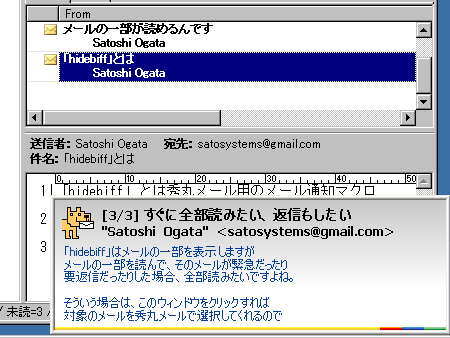 From
メールの一部が読めるんです
Satoshi Ogata
「hidebiff」とは
Satoshi Ogata
送信者: Satoshi Ogata 宛先: satosystems@gmail.com
件名: 「hidebiff」とは
0 10 20 30 40 50
1 「hidebiff」とは秀丸メール用のメール通知マクロ
2
3
[3/3] すぐに全部読みたい、返信もしたい
"Satoshi Ogata" <satosystems@gmail.com>
「hidebiff」はメールの一部を表示しますが
メールの一部を読んで、そのメールが緊急だったり
要返信だったりした場合、全部読みたいですよね。
そういう場合は、このウィンドウをクリックすれば
対象のメールを秀丸メールで選択してくれるので
/ 未読=3 /